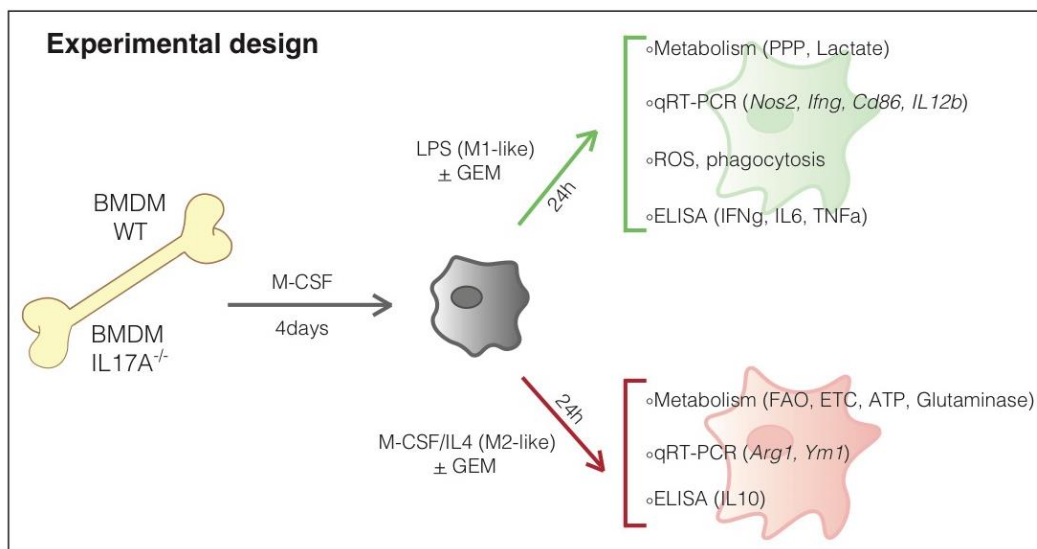 Experimental design
BMDM
WT
BMDM
IL17A-/-
M-CSF
4days
LPS (M1-like)
± GEM
24h
◦Metabolism (PPP, Lactate)
◦qRT-PCR (Nos2, Ifng, Cd86, IL12b)
◦ROS, phagocytosis
◦ELISA (IFNg, IL6, TNFa)
24h
M-CSF/IL4 (M2-like)
± GEM
◦Metabolism (FAO, ETC, ATP, Glutaminase)
◦qRT-PCR (Arg1, Ym1)
◦ELISA (IL10)